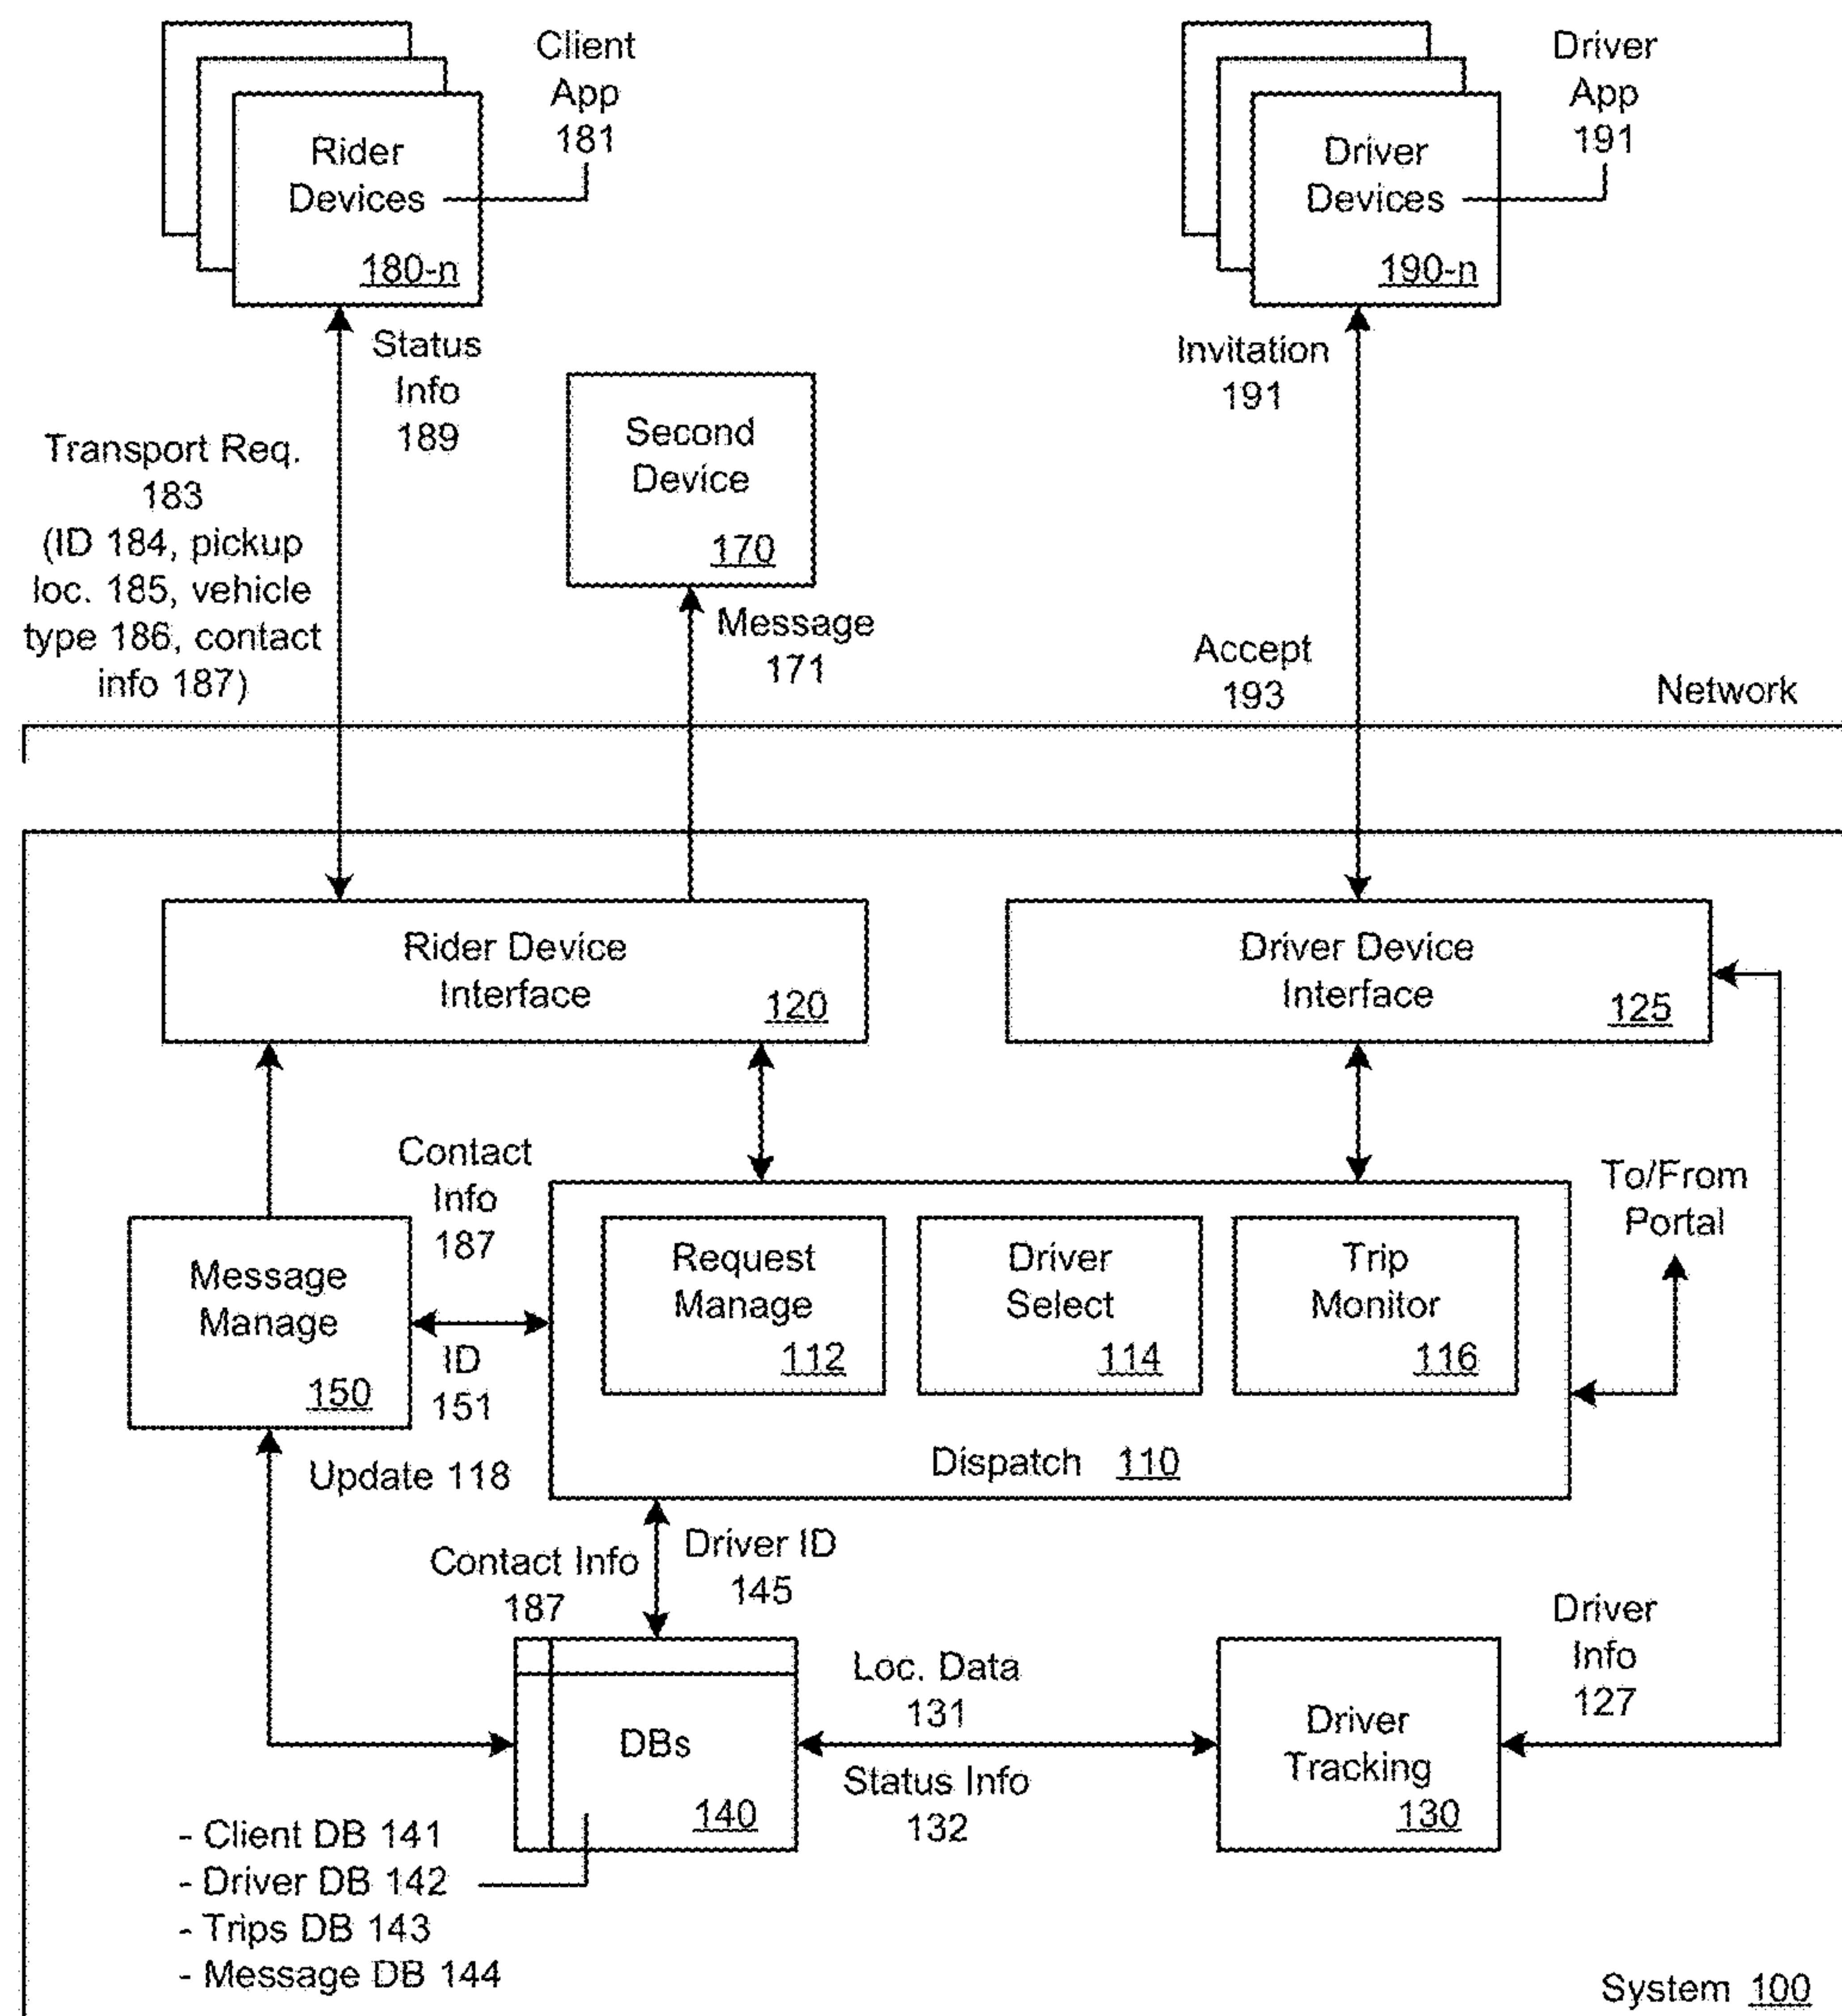 Client
App
181
Rider
Devices
180-n
Driver
App
191
Driver
Devices
190-n
Status
Info
189
Invitation
191
Transport Req.
183
(ID 184, pickup
loc. 185, vehicle
type 186, contact
info 187)
Second
Device
170
Message
171
Accept
193
Network
Rider Device
Interface
120
Driver Device
Interface
125
Contact
Info
187
Message
Manage
150
ID
151
Update 118
Request
Manage
112
Driver
Select
114
Trip
Monitor
116
Dispatch 110
To/From
Portal
Contact Info
187
Driver ID
145
DBs
140
Loc. Data
131
Status Info
132
Driver
Info
127
Driver
Tracking
130
- Client DB 141
- Driver DB 142
- Trips DB 143
- Message DB 144
System 100